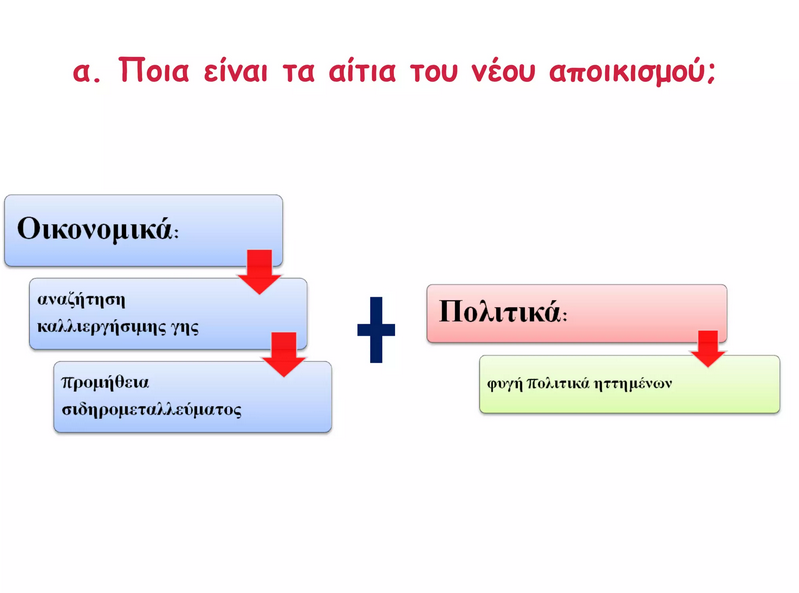 α. Ποια είναι τα αίτια του νέου αποικισμού;
Οικονομικά:
αναζήτηση
καλλιεργήσιμης γης
προμήθεια
σιδηρομεταλλεύματος
Πολιτικά:
φυγή πολιτικά ηττημένων